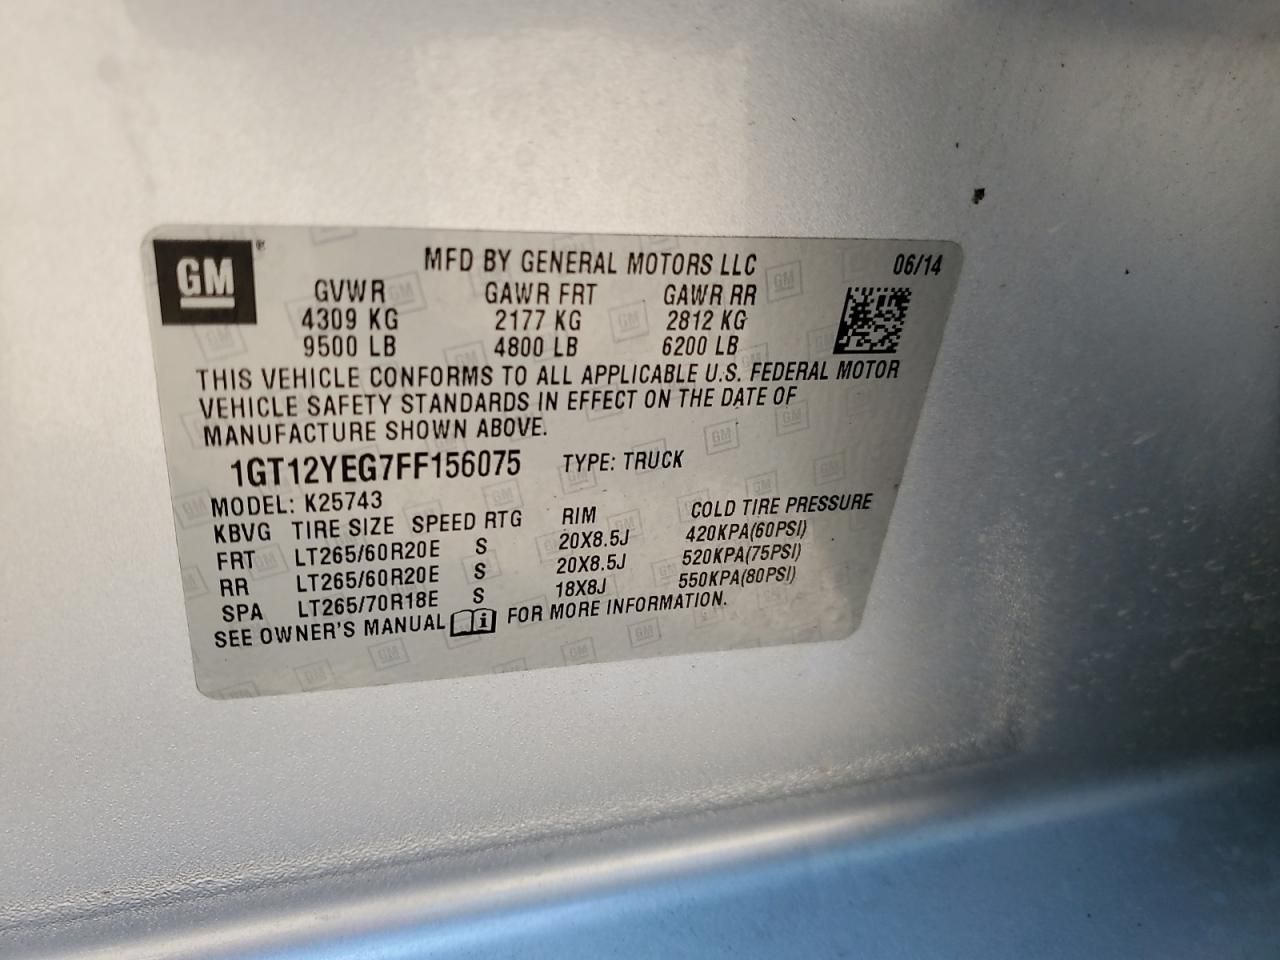 GM
MFD BY GENERAL MOTORS LLC 06/14
GVWR GAWR FRT GAWR RR
4309 KG 2177 KG 2812 KG
9500 LB 4800 LB 6200 LB
THIS VEHICLE CONFORMS TO ALL APPLICABLE U.S. FEDERAL MOTOR
VEHICLE SAFETY STANDARDS IN EFFECT ON THE DATE OF
MANUFACTURE SHOWN ABOVE.
1GT12YEG7FF156075 TYPE: TRUCK
MODEL: K25743
KBVG TIRE SIZE SPEED RTG RIM COLD TIRE PRESSURE
FRT LT265/60R20E S 20X8.5J 420KPA(60PSI)
RR LT265/60R20E S 20X8.5J 520KPA(75PSI)
SPA LT265/70R18E S 18X8J 550KPA(80PSI)
SEE OWNER'S MANUAL i FOR MORE INFORMATION.